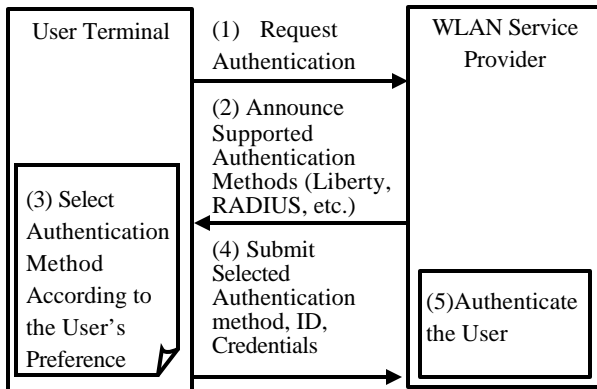 User Terminal
(1) Request
Authentication
WLAN Service
Provider
(2) Announce
Supported
Authentication
Methods (Liberty,
RADIUS, etc.)
(3) Select
Authentication
Method
According to
the User's
Preference
(4) Submit
Selected
Authentication
method, ID,
Credentials
(5)Authenticate
the User